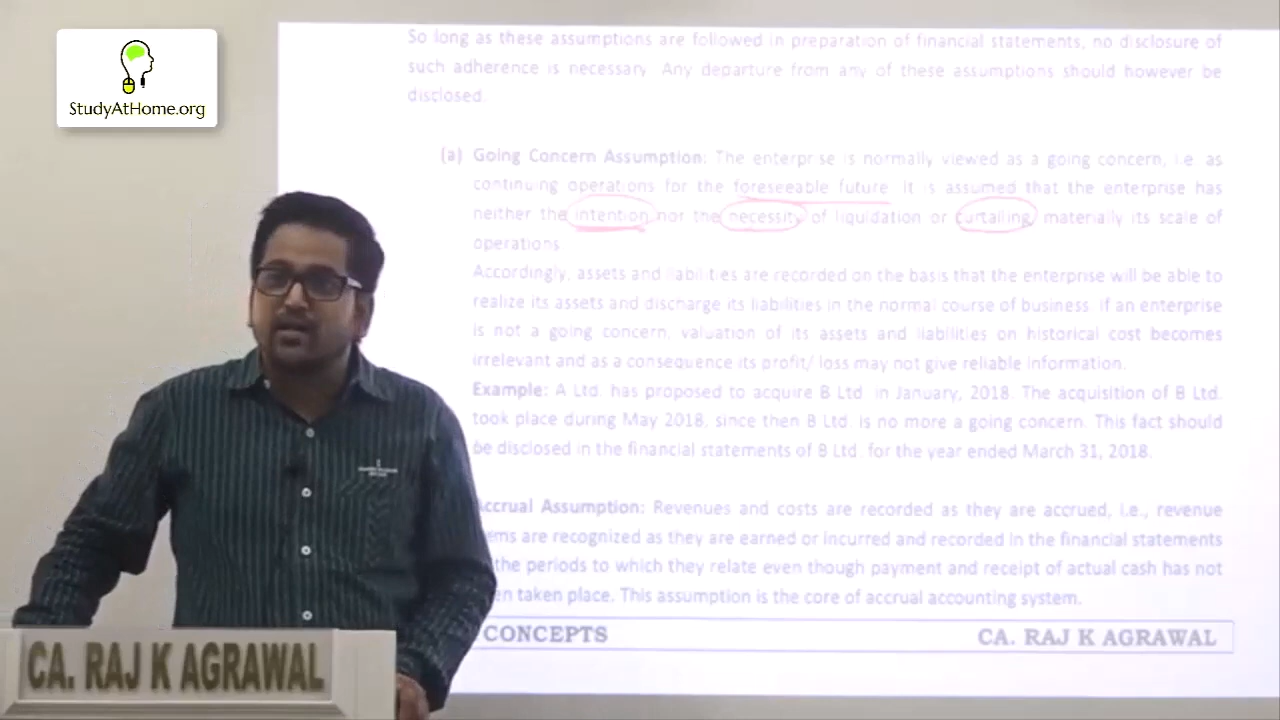 StudyAtHome.org
So long as these assumptions are followed in preparation of financial statements, no disclosure of
such adherence is necessary. Any departure from any of these assumptions should however be
disclosed.
(a) Going Concern Assumption: The enterprise is normally viewed as a going concern, i.e. as
continuing operations for the foreseeable future. It is assumed that the enterprise has
neither the intention nor the necessity of liquidation or curtailing materially its scale of
operations.
Accordingly, assets and liabilities are recorded on the basis that the enterprise will be able to
realize its assets and discharge its liabilities in the normal course of business. If an enterprise
is not a going concern, valuation of its assets and liabilities on historical cost becomes
irrelevant and as a consequence its profit/ loss may not give reliable information.
Example: A Ltd. has proposed to acquire B Ltd. in January, 2018. The acquisition of B Ltd.
took place during May 2018, since then B Ltd. is no more a going concern. This fact should
be disclosed in the financial statements of B Ltd. for the year ended March 31, 2018.
Accrual Assumption: Revenues and costs are recorded as they are accrued, i.e., revenue
ems are recognized as they are earned or incurred and recorded in the financial statements
the periods to which they relate even though payment and receipt of actual cash has not
en taken place. This assumption is the core of accrual accounting system.
CONCEPTS CA. RAJ K AGRAWAL
CA. RAJ K AGRAWAL